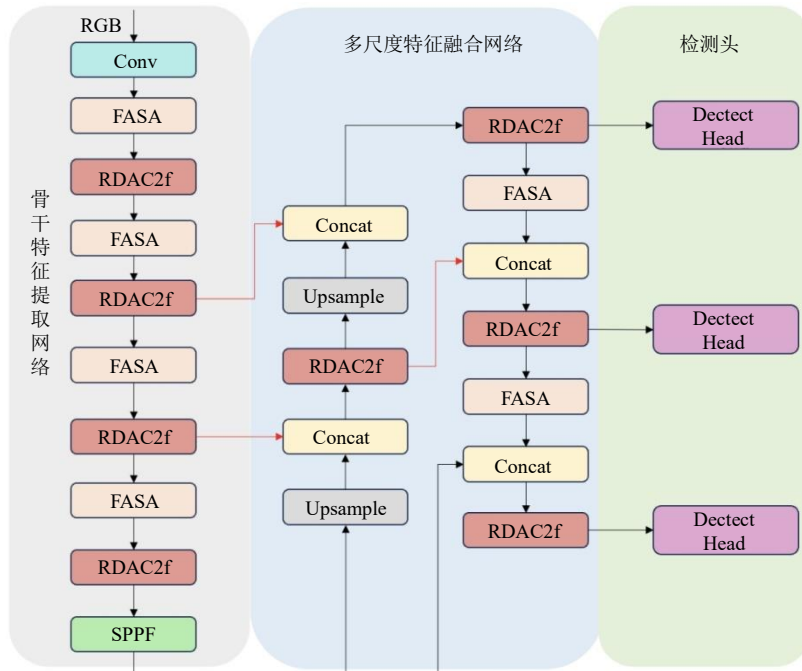 RGB
Conv
FASA
RDAC2f
FASA
RDAC2f
FASA
RDAC2f
FASA
RDAC2f
SPPF
骨干特征提取网络
多尺度特征融合网络
Concat
Upsample
RDAC2f
Concat
Upsample
RDAC2f
FASA
Concat
RDAC2f
FASA
Concat
RDAC2f
检测头
Dectect
Head
Dectect
Head
Dectect
Head